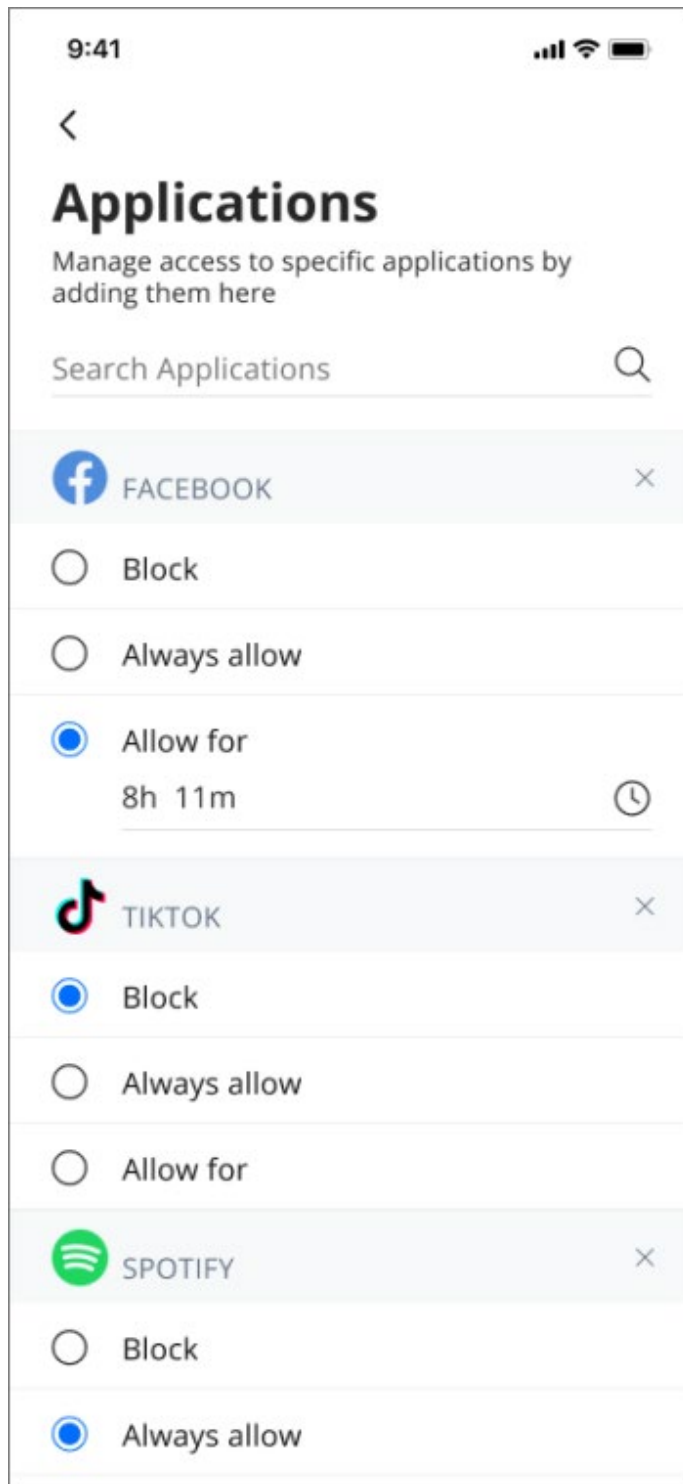 9:41
Applications
Manage access to specific applications by
adding them here
Search Applications
FACEBOOK
Block
Always allow
Allow for
8h 11m
TIKTOK
Block
Always allow
Allow for
SPOTIFY
Block
Always allow